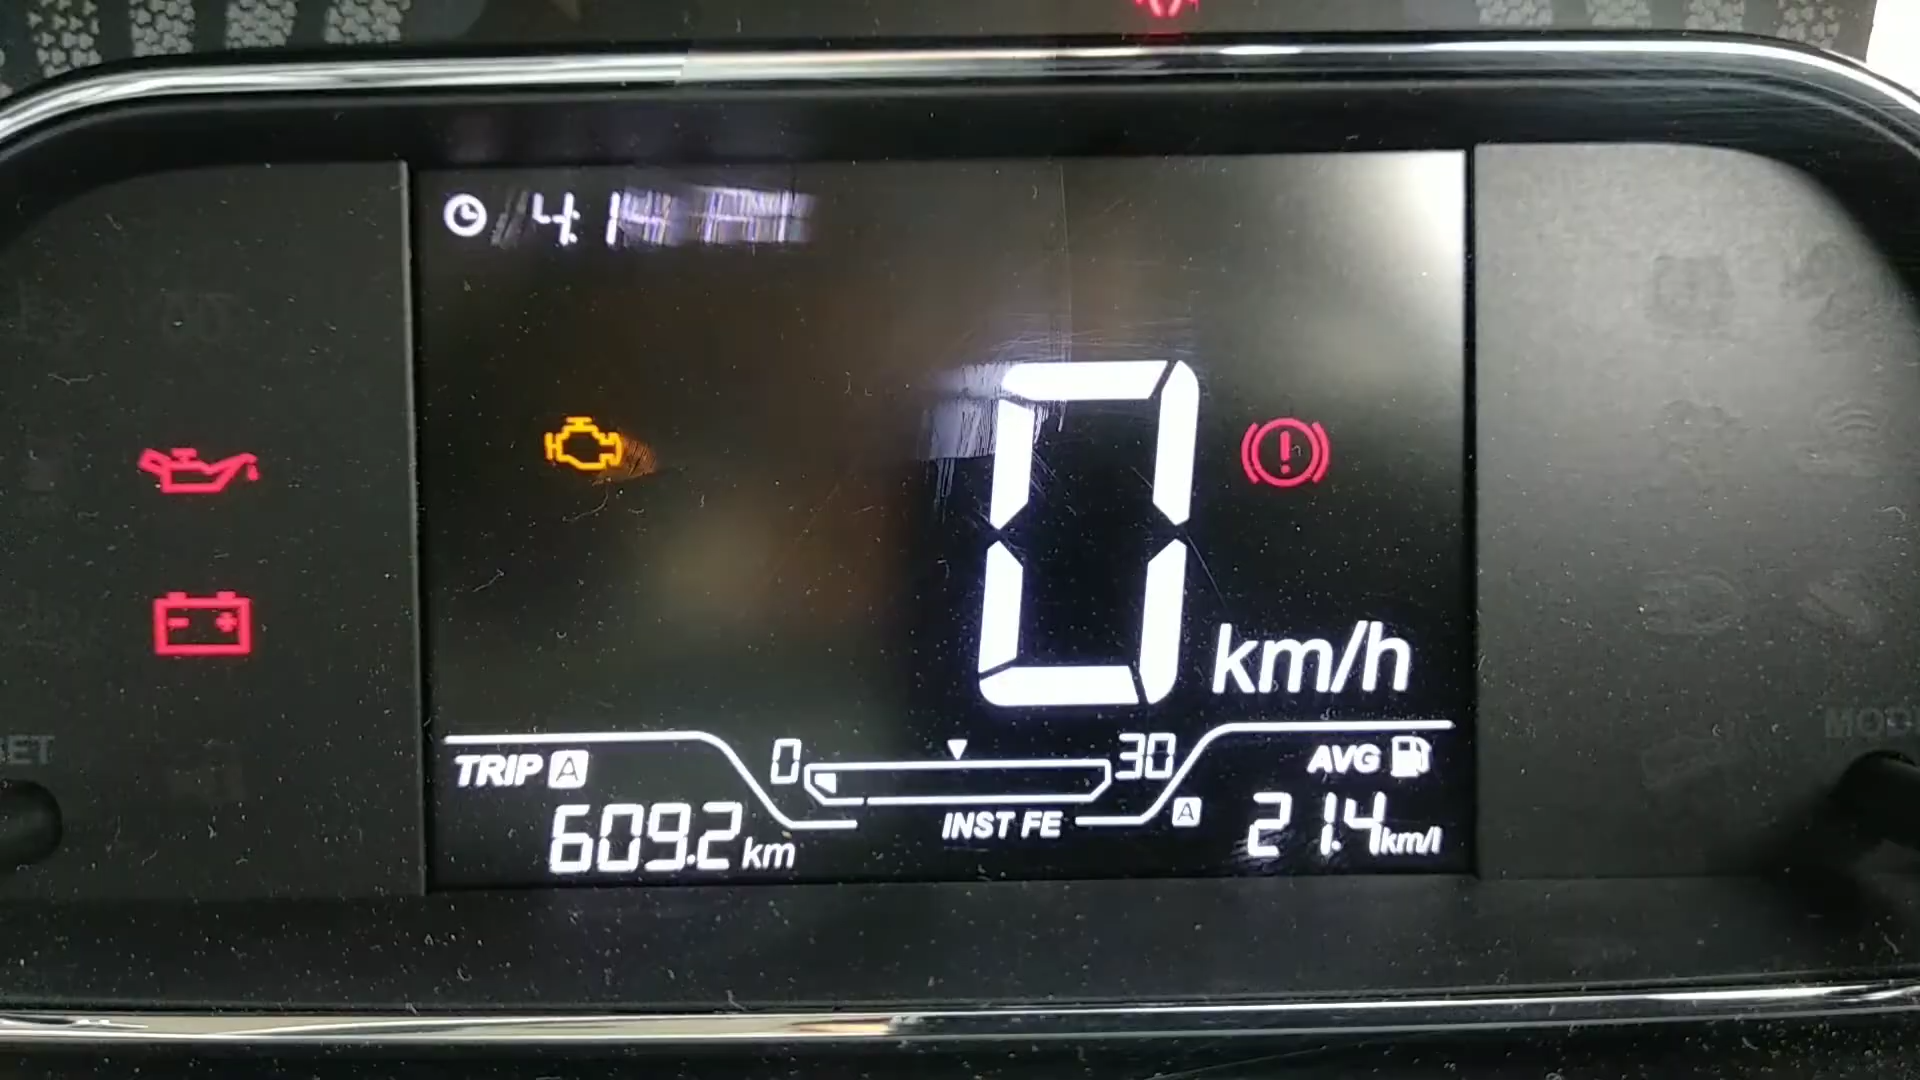 4:14
0 km/h
TRIP A
0
30
AVG
609.2 km
INST FE
A
21.4 km/l